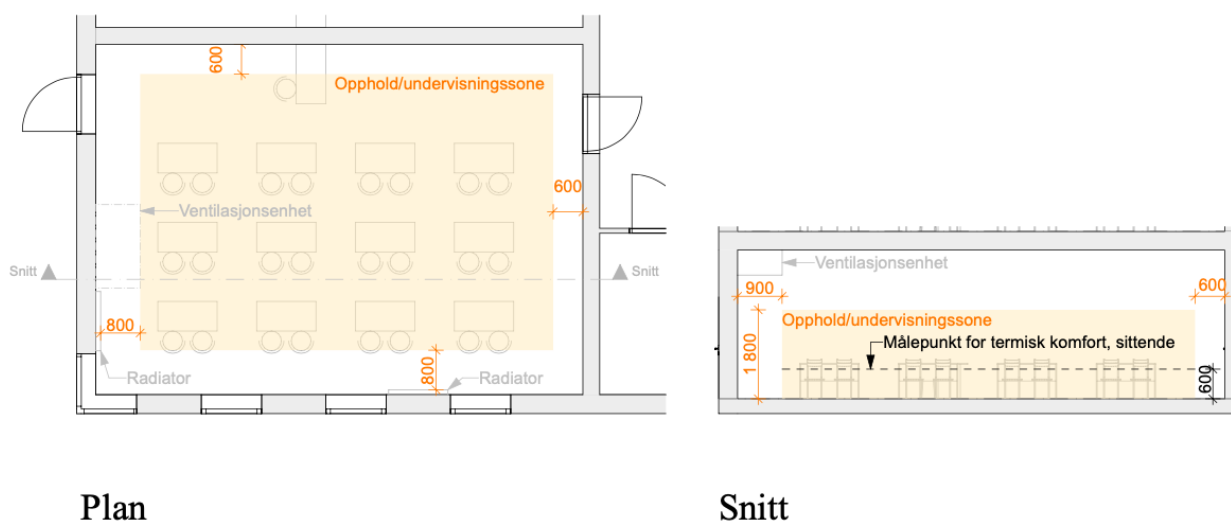 600
Opphold/undervisningssone
600
Ventilasjonsenhet
Snitt
Snitt
800
Radiator
800
Radiator
Plan
Ventilasjonsenhet
900
600
Opphold/undervisningssone
Målepunkt for termisk komfort, sittende
1 800
600
Snitt